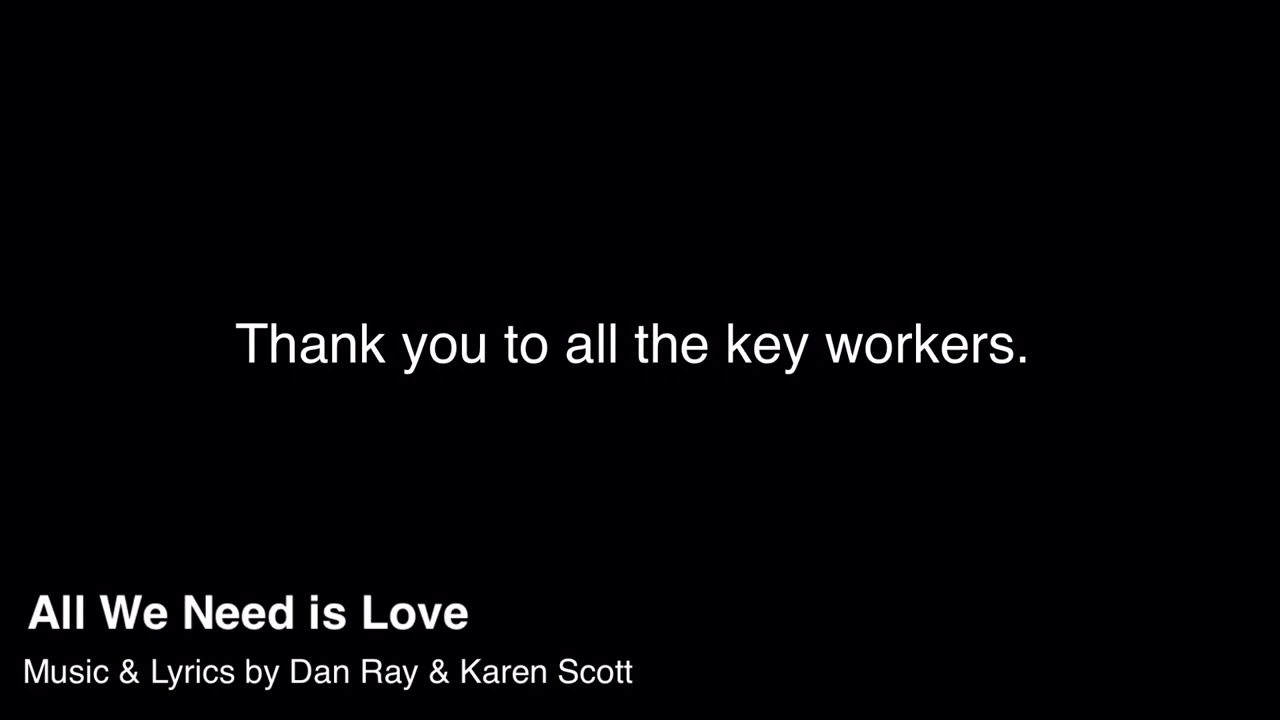 Thank you to all the key workers.
All We Need is Love
Music & Lyrics by Dan Ray & Karen Scott